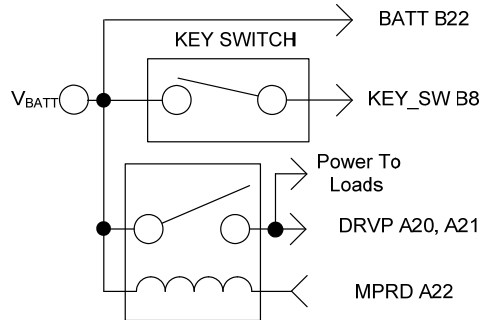 BATT B22
KEY SWITCH
VBATT
KEY_SW B8
Power To
Loads
DRVP A20, A21
MPRD A22